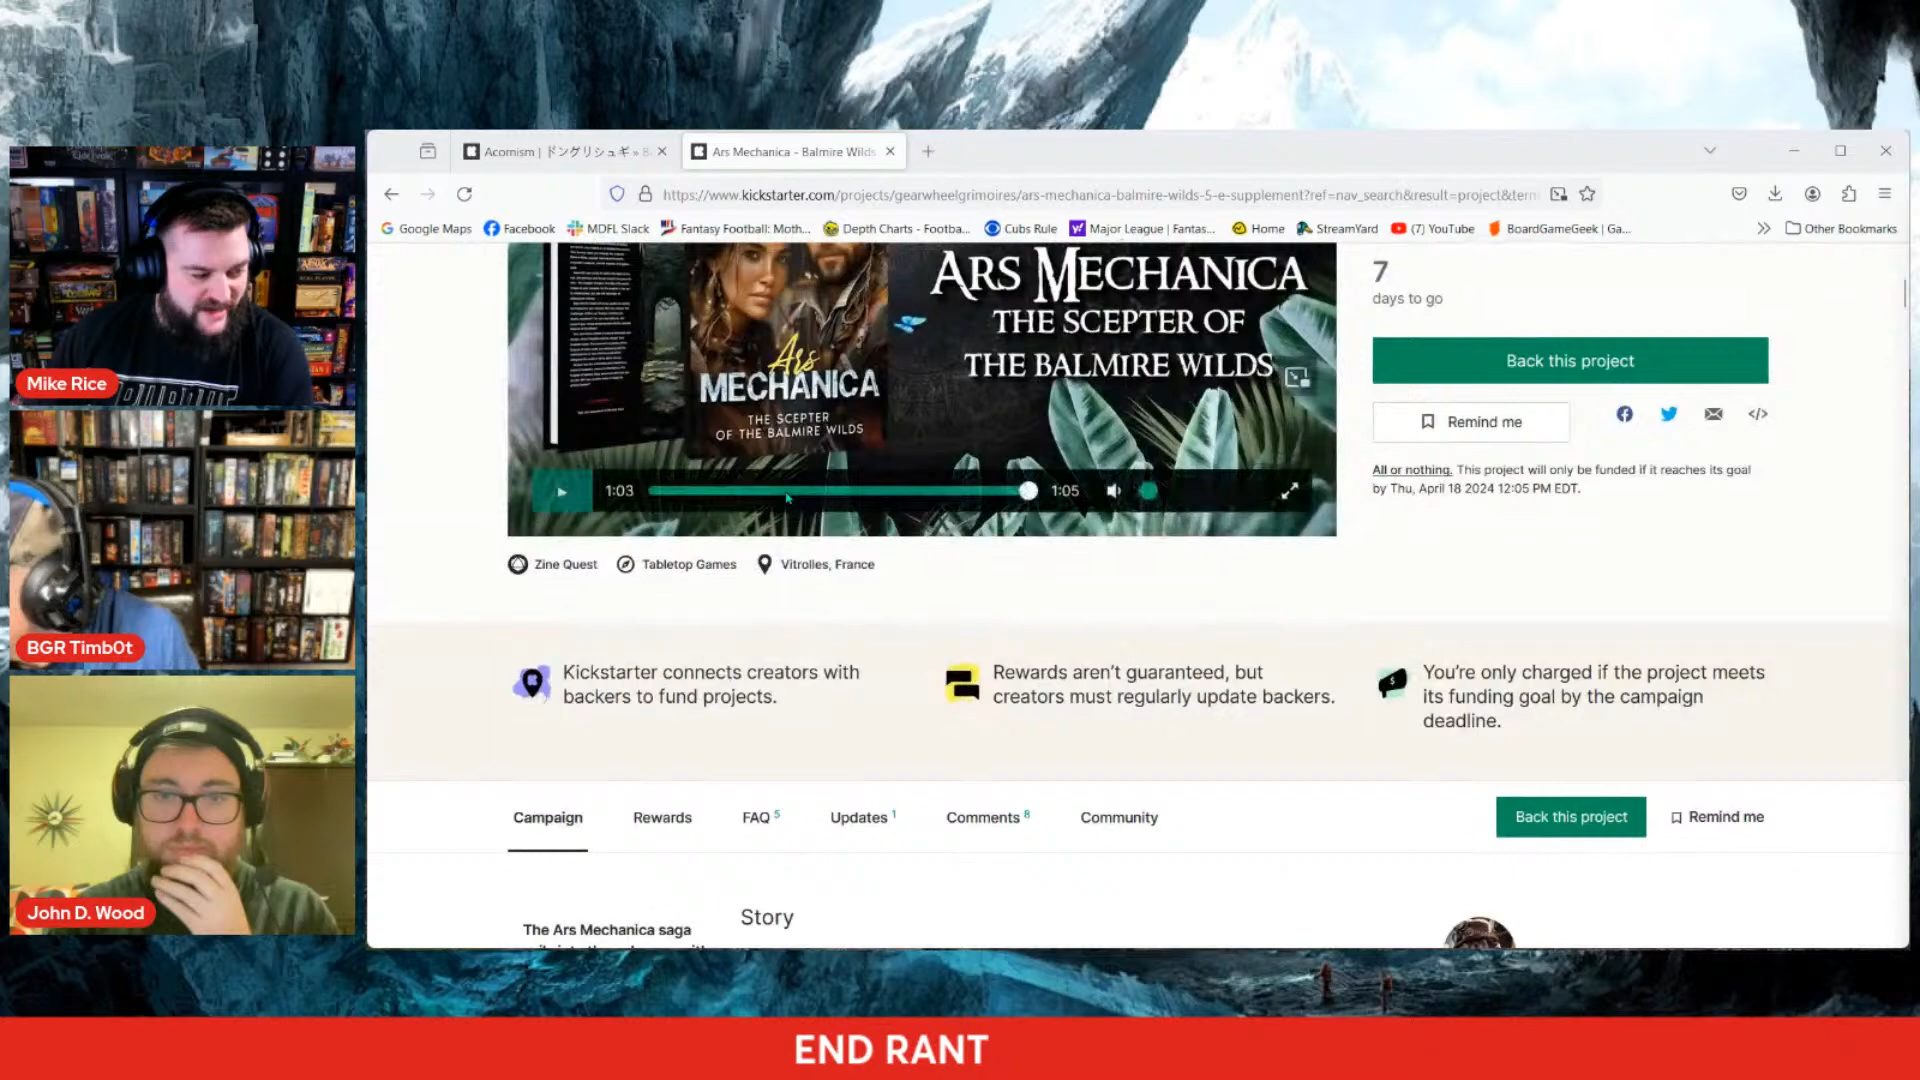 Acornism | ドングリシュギ » B
Ars Mechanica - Balmire Wilds
https://www.kickstarter.com/projects/gearwheelgrimoires/ars-mechanica-balmire-wilds-5-e-supplement?ref=nav_search&result=project&term
Google Maps
Facebook
MDFL Slack
Fantasy Football: Moth...
Depth Charts - Footba...
Cubs Rule
Major League | Fantas...
Home
StreamYard
(7) YouTube
BoardGameGeek | Ga...
Other Bookmarks
ARS MECHANICA
THE SCEPTER OF
THE BALMIRE WILDS
Ars
MECHANICA
THE SCEPTER
OF THE BALMIRE WILDS
1:03
1:05
7
days to go
Back this project
Remind me
All or nothing. This project will only be funded if it reaches its goal
by Thu, April 18 2024 12:05 PM EDT.
Zine Quest
Tabletop Games
Vitrolles, France
Kickstarter connects creators with
backers to fund projects.
Rewards aren't guaranteed, but
creators must regularly update backers.
You're only charged if the project meets
its funding goal by the campaign
deadline.
Campaign
Rewards
FAQ 5
Updates 1
Comments 8
Community
Back this project
Remind me
Story
The Ars Mechanica saga
Mike Rice
BGR Timb0t
John D. Wood
END RANT